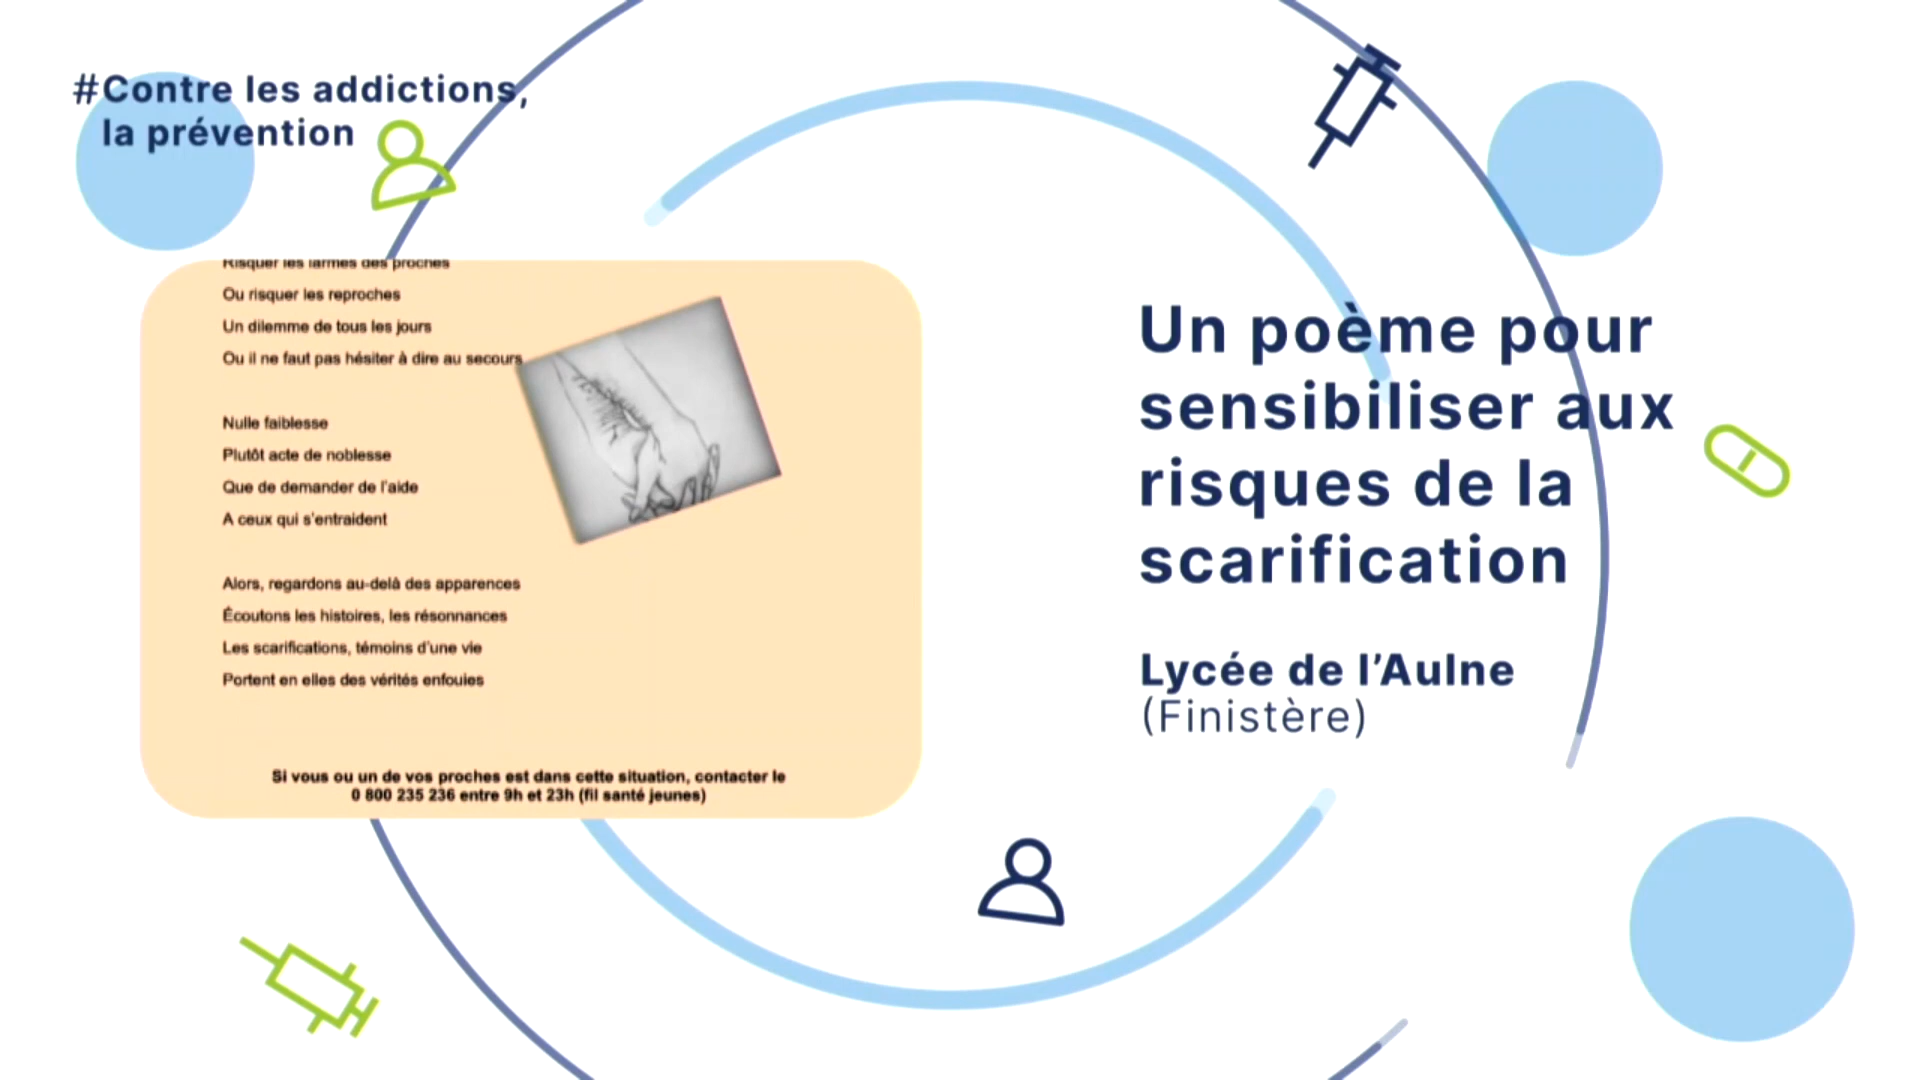 #Contre les addictions,
la prévention
Risquer les larmes des proches
Ou risquer les reproches
Un dilemme de tous les jours
Ou il ne faut pas hésiter à dire au secours
Nulle faiblesse
Plutôt acte de noblesse
Que de demander de l'aide
A ceux qui s'entraident
Alors, regardons au-delà des apparences
Écoutons les histoires, les résonnances
Les scarifications, témoins d'une vie
Portent en elles des vérités enfouies
Si vous ou un de vos proches est dans cette situation, contacter le
0 800 235 236 entre 9h et 23h (fil santé jeunes)
Un poème pour
sensibiliser aux
risques de la
scarification
Lycée de l’Aulne
(Finistère)